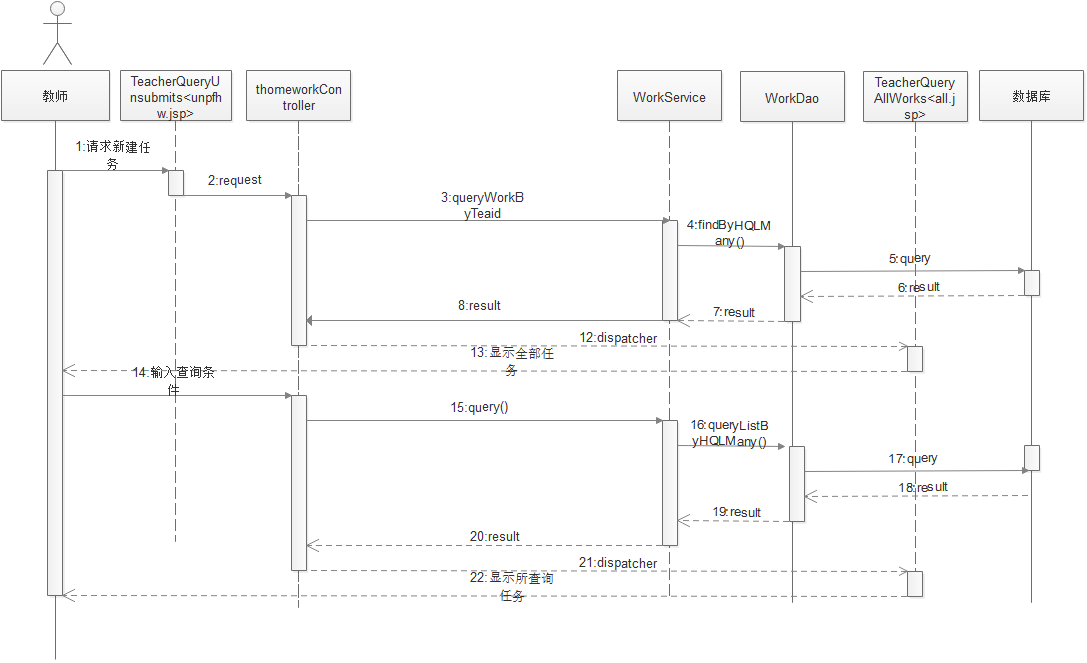 教师
TeacherQueryU
nsubmits<unpfh
w.jsp>
thomeworkCon
troller
WorkService
WorkDao
TeacherQuery
AllWorks<all.j
sp>
数据库
1:请求新建任
务
2:request
3:queryWorkB
yTeaid
4:findByHQLM
any()
5:query
6:result
7:result
8:result
12:dispatcher
13:显示全部任
务
14:输入查询条
件
15:query()
16:queryListB
yHQLMany()
17:query
18:result
19:result
20:result
21:dispatcher
22:显示所查询
任务